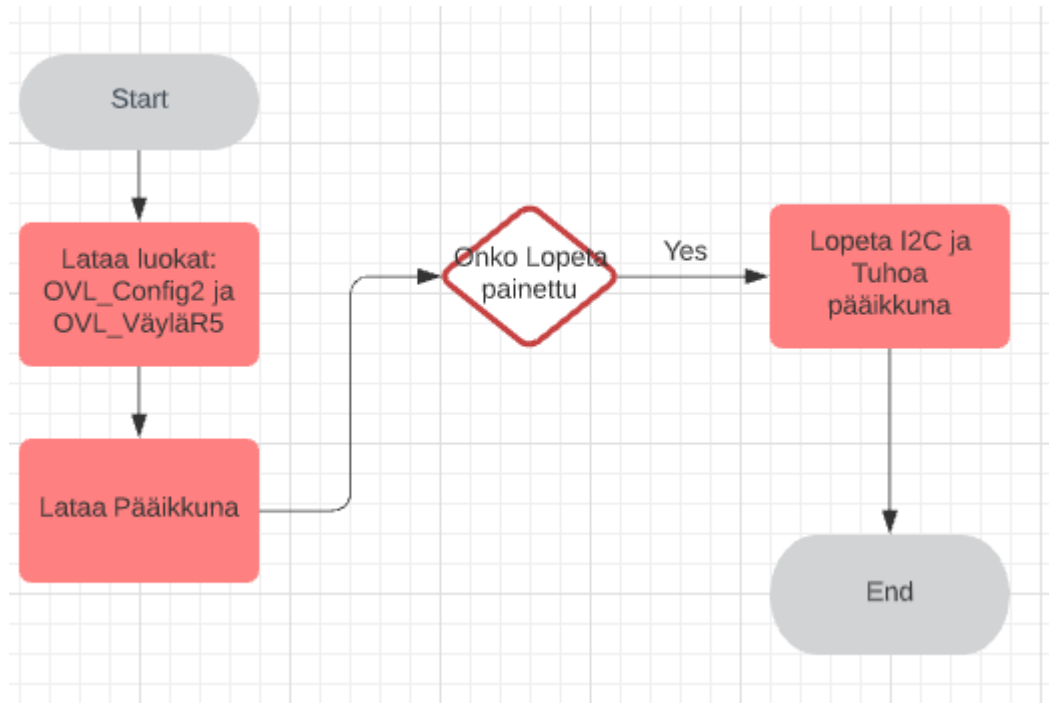 Start
Lataa luokat:
OVL_Config2 ja
OVL_VäyläR5
Lataa Pääikkuna
Onko Lopeta
painettu
Yes
Lopeta I2C ja
Tuhoa
pääikkuna
End